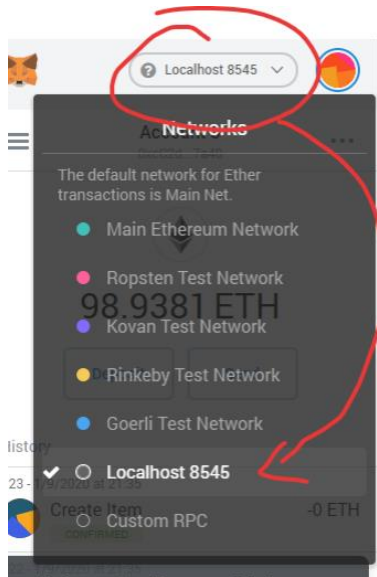 Localhost 8545
Networks
The default network for Ether
transactions is Main Net.
Main Ethereum Network
Ropsten Test Network
98.9381 ETH
Kovan Test Network
Rinkeby Test Network
Goerli Test Network
Localhost 8545
Custom RPC
Create Item
-0 ETH
CONFIRMED